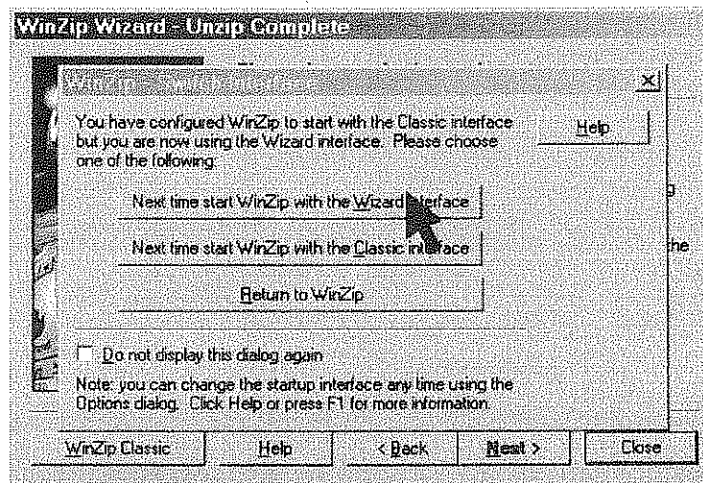 WinZip Wizard - Unzip Complete
You have configured WinZip to start with the Classic interface
but you are now using the Wizard interface. Please choose
one of the following:
Help
Next time start WinZip with the Wizard interface
Next time start WinZip with the Classic interface
the
Return to WinZip
Do not display this dialog again
Note: you can change the startup interface any time using the
Options dialog. Click Help or press F1 for more information.
WinZip Classic
Help
< Back
Next >
Close